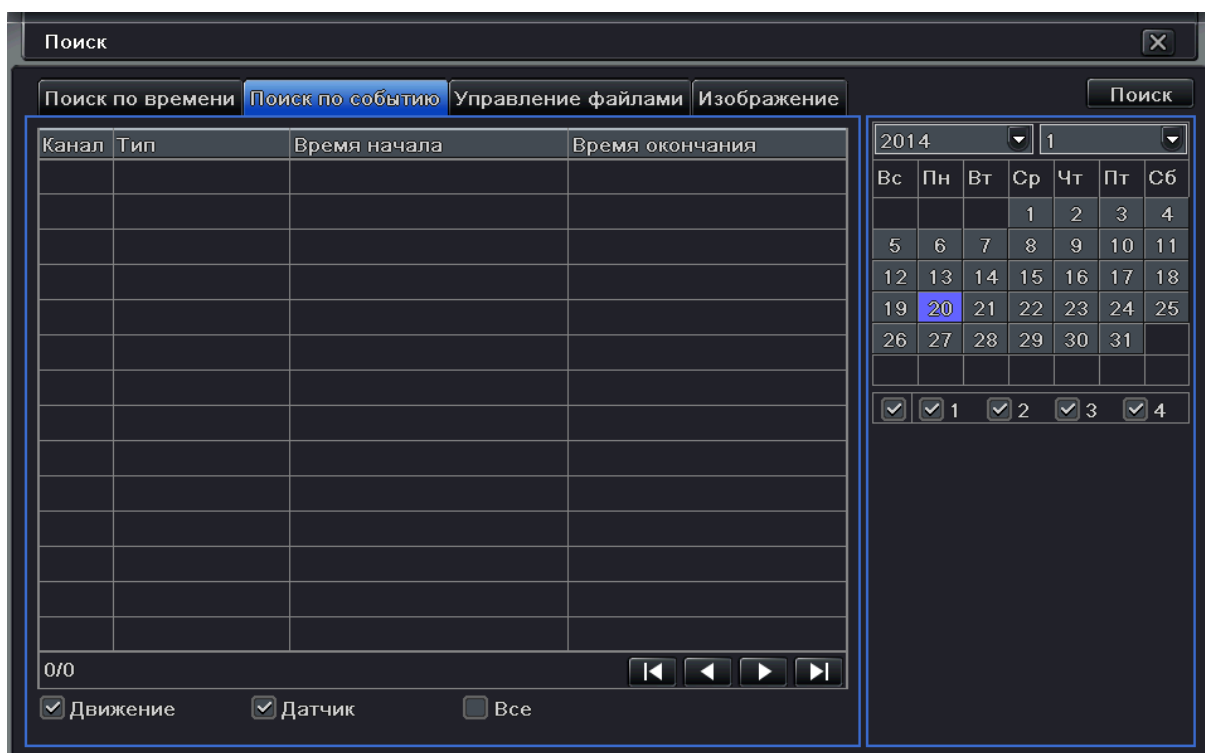 Поиск
Поиск по времени Поиск по событию Управление файлами Изображение Поиск
Канал Тип Время начала Время окончания
0/0
Движение Датчик Все
2014 1
Вс Пн Вт Ср Чт Пт Сб
1 2 3 4
5 6 7 8 9 10 11
12 13 14 15 16 17 18
19 20 21 22 23 24 25
26 27 28 29 30 31
1 2 3 4